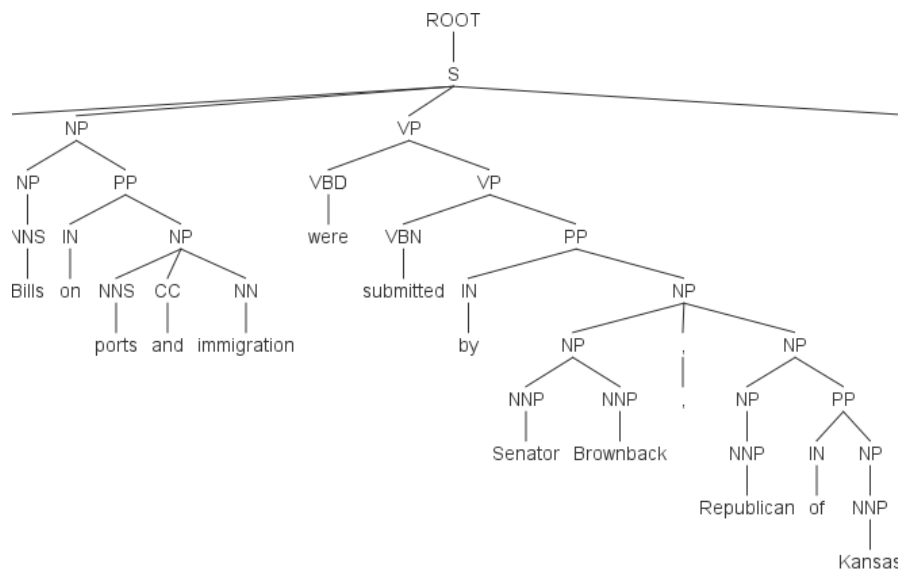 ROOT
S
NP VP
NP PP VBD VP
NNS IN NP were VBN PP
Bills on NNS CC NN submitted IN NP
ports and immigration by NP , NP
NNP NNP , NP PP
Senator Brownback NNP IN NP
Republican of NNP
Kansas